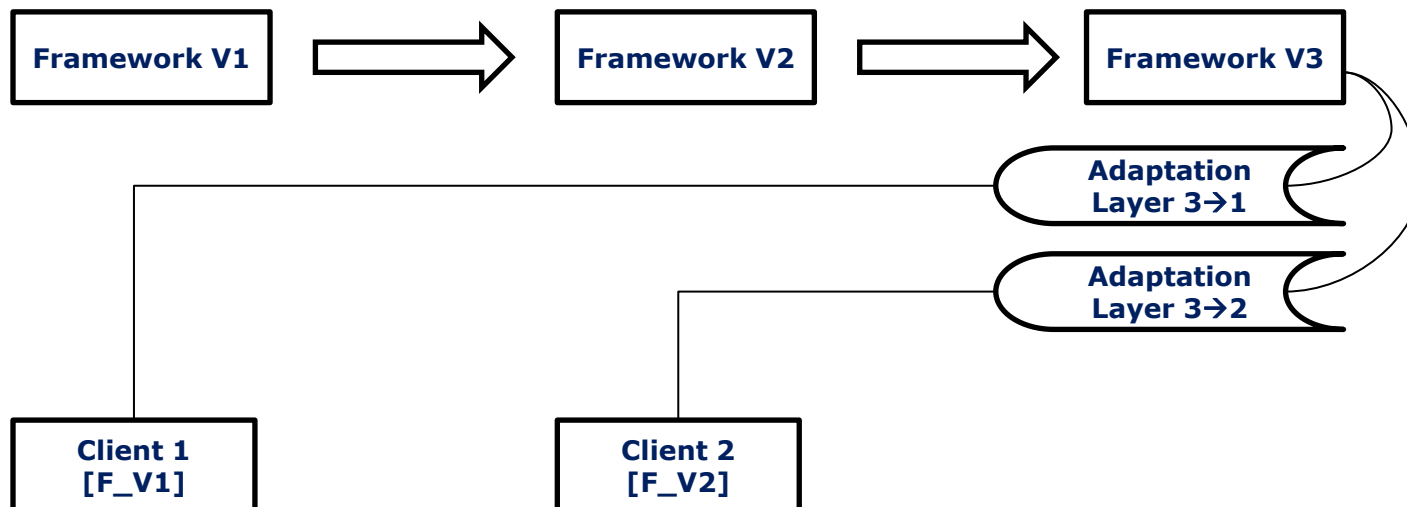 Framework V1
Framework V2
Framework V3
Adaptation
Layer 3→1
Adaptation
Layer 3→2
Client 1
[F_V1]
Client 2
[F_V2]